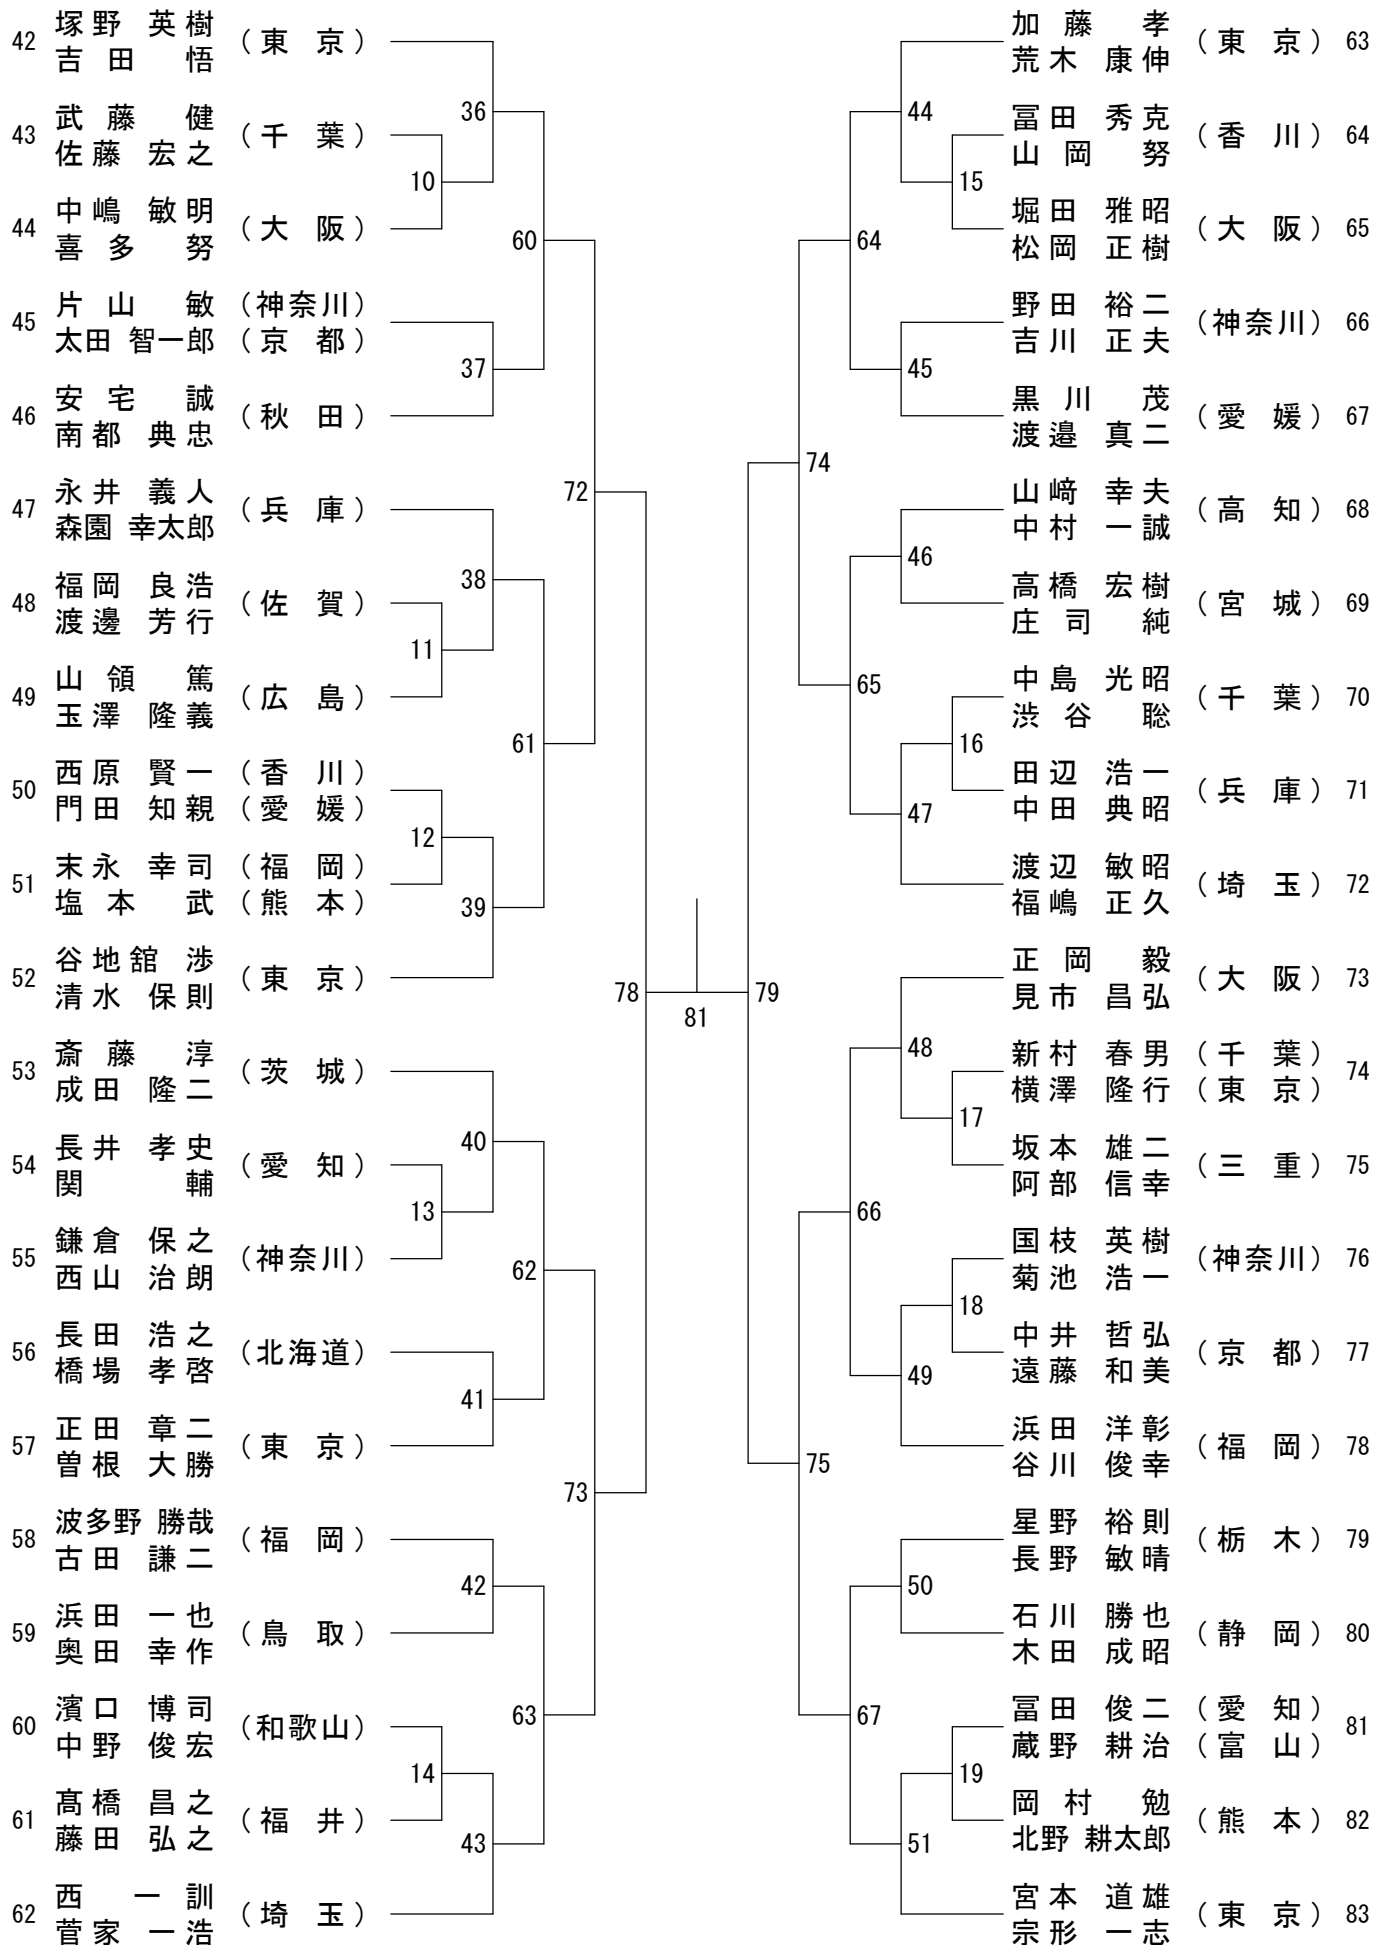 42 塚野 英樹 (東 京)
吉田 悟
43 武藤 健 (千 葉)
佐藤 宏之
44 中嶋 敏明 (大 阪)
喜多 努
45 片山 敏 (神奈川)
太田 智一郎 (京 都)
46 安宅 誠 (秋 田)
南都 典忠
47 永井 義人 (兵 庫)
森園 幸太郎
48 福岡 良浩 (佐 賀)
渡邊 芳行
49 山領 篤 (広 島)
玉澤 隆義
50 西原 賢一 (香 川)
門田 知親 (愛 媛)
51 末永 幸司 (福 岡)
塩本 武 (熊 本)
52 谷地舘 渉 (東 京)
清水 保則
53 斎藤 淳 (茨 城)
成田 隆二
54 長井 孝史 (愛 知)
関 輔
55 鎌倉 保之 (神奈川)
西山 治朗
56 長田 浩之 (北海道)
橋場 孝啓
57 正田 章二 (東 京)
曽根 大勝
58 波多野 勝哉 (福 岡)
古田 謙二
59 浜田 一也 (鳥 取)
奥田 幸作
60 濱口 博司 (和歌山)
中野 俊宏
61 髙橋 昌之 (福 井)
藤田 弘之
62 西 一訓 (埼 玉)
菅家 一浩
36
10
60
37
72
38
11
61
12
39
78
40
13
62
41
73
42
63
14
43
81
79
44
15
64
45
74
46
65
16
47
48
17
66
18
49
75
50
67
19
51
加藤 孝 (東 京) 63
荒木 康伸
冨田 秀克 (香 川) 64
山岡 努
堀田 雅昭 (大 阪) 65
松岡 正樹
野田 裕二 (神奈川) 66
吉川 正夫
黒川 茂 (愛 媛) 67
渡邉 真二
山﨑 幸夫 (高 知) 68
中村 一誠
高橋 宏樹 (宮 城) 69
庄司 純
中島 光昭 (千 葉) 70
渋谷 聡
田辺 浩一 (兵 庫) 71
中田 典昭
渡辺 敏昭 (埼 玉) 72
福嶋 正久
正岡 毅 (大 阪) 73
見市 昌弘
新村 春男 (千 葉) 74
横澤 隆行 (東 京)
坂本 雄二 (三 重) 75
阿部 信幸
国枝 英樹 (神奈川) 76
菊池 浩一
中井 哲弘 (京 都) 77
遠藤 和美
浜田 洋彰 (福 岡) 78
谷川 俊幸
星野 裕則 (栃 木) 79
長野 敏晴
石川 勝也 (静 岡) 80
木田 成昭
冨田 俊二 (愛 知) 81
蔵野 耕治 (富 山)
岡村 勉 (熊 本) 82
北野 耕太郎
宮本 道雄 (東 京) 83
宗形 一志